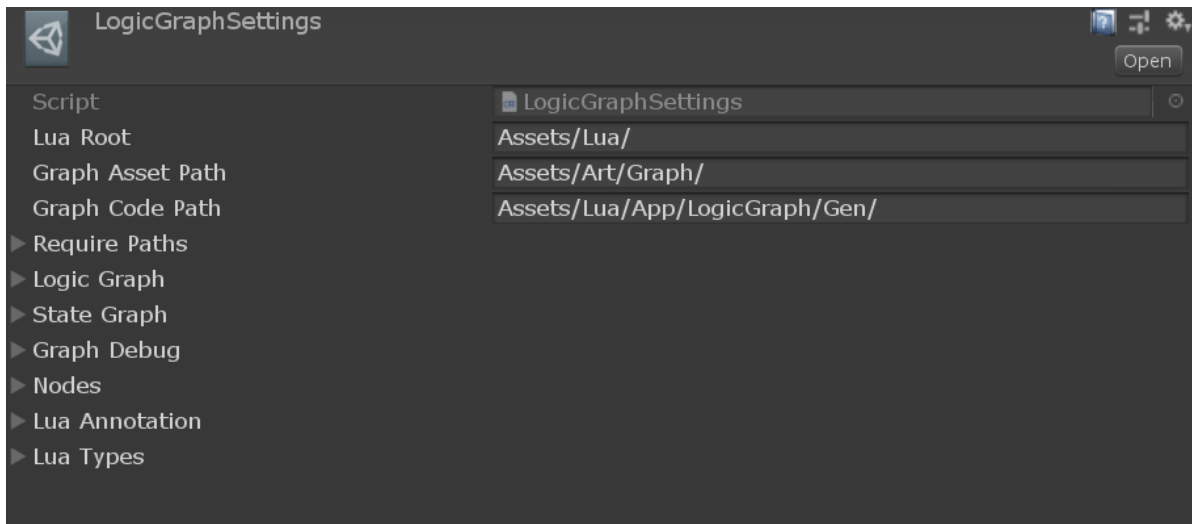 LogicGraphSettings
Open
Script LogicGraphSettings
Lua Root Assets/Lua/
Graph Asset Path Assets/Art/Graph/
Graph Code Path Assets/Lua/App/LogicGraph/Gen/
Require Paths
Logic Graph
State Graph
Graph Debug
Nodes
Lua Annotation
Lua Types